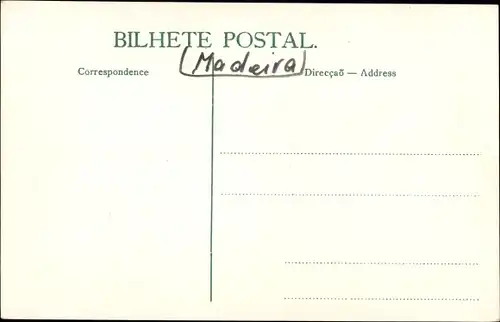 BILHETE POSTAL.
Correspondence (Madeira) Direcçaõ — Address